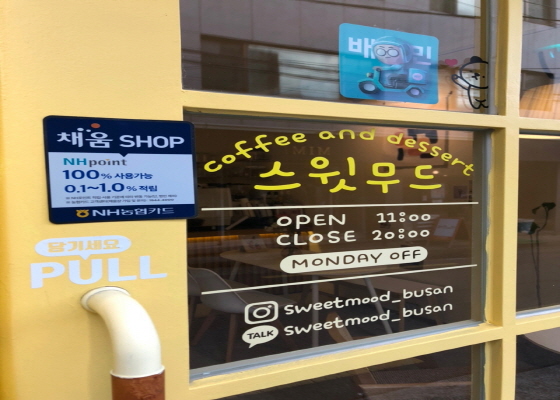 배
채움 SHOP
NHpoint
100% 사용가능
0.1~1.0% 적립
NH농협카드
당기세요
PULL
coffee and dessert
스윗무드
OPEN 11:00
CLOSE 20:00
MONDAY OFF
Sweetmood_busan
TALK Sweetmood_busan